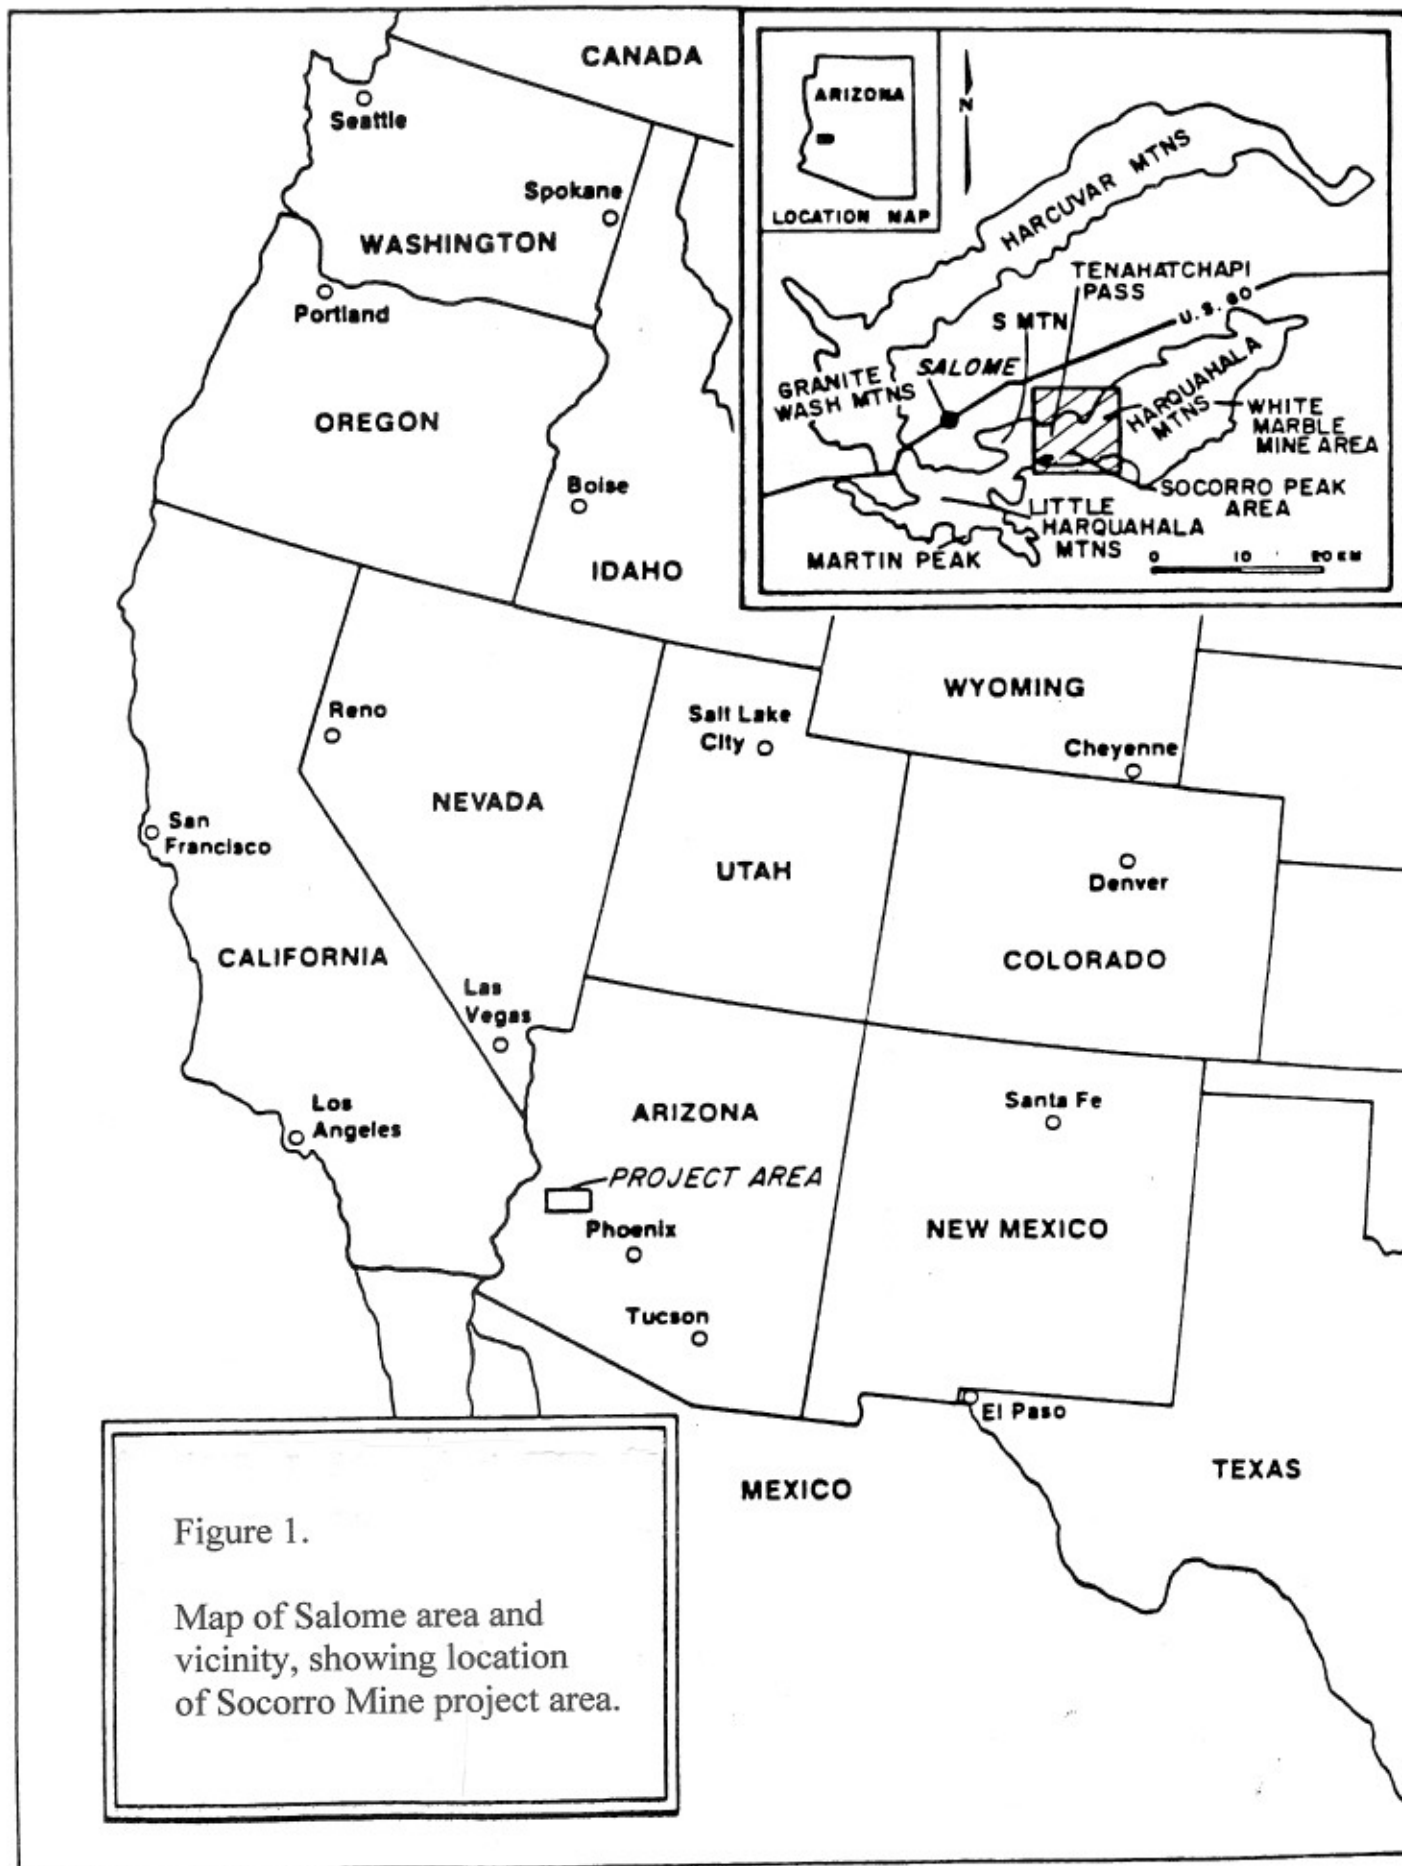 CANADA
Seattle
Spokane
WASHINGTON
Portland
OREGON
Boise
IDAHO
ARIZONA
LOCATION MAP
N
HARCUVAR MTNS
TENAHATCHAPI
PASS
U.S. 60
S MTN
SALOME
GRANITE
WASH MTNS
HARQUAHALA
MTNS
WHITE
MARBLE
MINE AREA
SOCORRO PEAK
AREA
LITTLE
HARQUAHALA
MTNS
MARTIN PEAK
0 10 20 KM
WYOMING
Reno
Salt Lake
City
Cheyenne
NEVADA
San
Francisco
UTAH
Denver
CALIFORNIA
COLORADO
Las
Vegas
Los
Angeles
ARIZONA
Santa Fe
PROJECT AREA
Phoenix
NEW MEXICO
Tucson
El Paso
MEXICO
TEXAS
Figure 1.
Map of Salome area and
vicinity, showing location
of Socorro Mine project area.